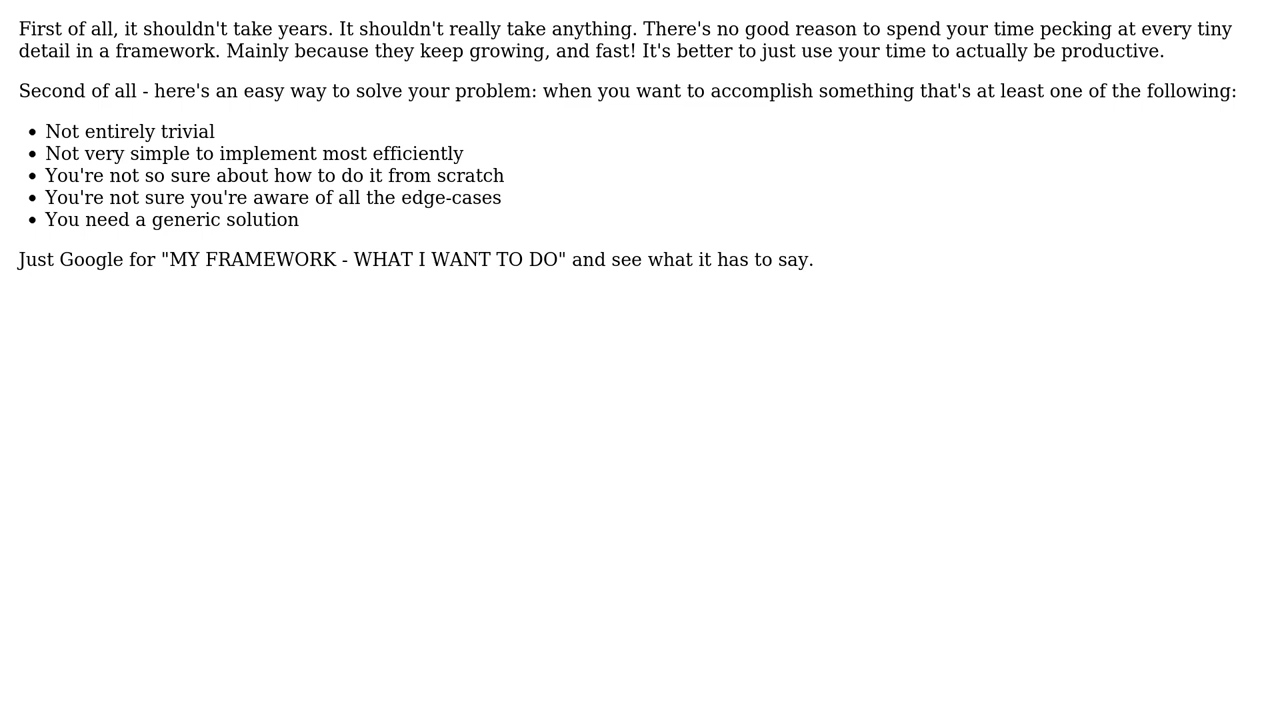 First of all, it shouldn't take years. It shouldn't really take anything. There's no good reason to spend your time pecking at every tiny
detail in a framework. Mainly because they keep growing, and fast! It's better to just use your time to actually be productive.
Second of all - here's an easy way to solve your problem: when you want to accomplish something that's at least one of the following:
• Not entirely trivial
• Not very simple to implement most efficiently
• You're not so sure about how to do it from scratch
• You're not sure you're aware of all the edge-cases
• You need a generic solution
Just Google for "MY FRAMEWORK - WHAT I WANT TO DO" and see what it has to say.